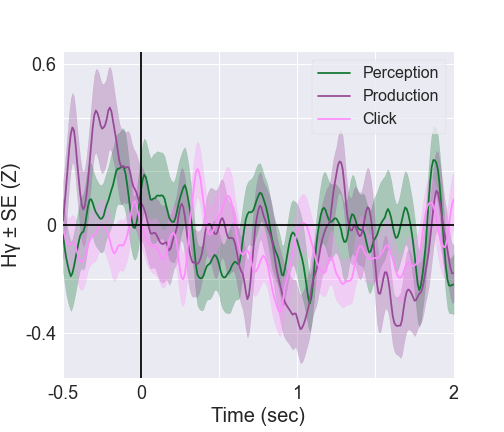 Perception
Production
Click
0.6
0
-0.4
Hγ ± SE (Z)
-0.5
0
1
2
Time (sec)